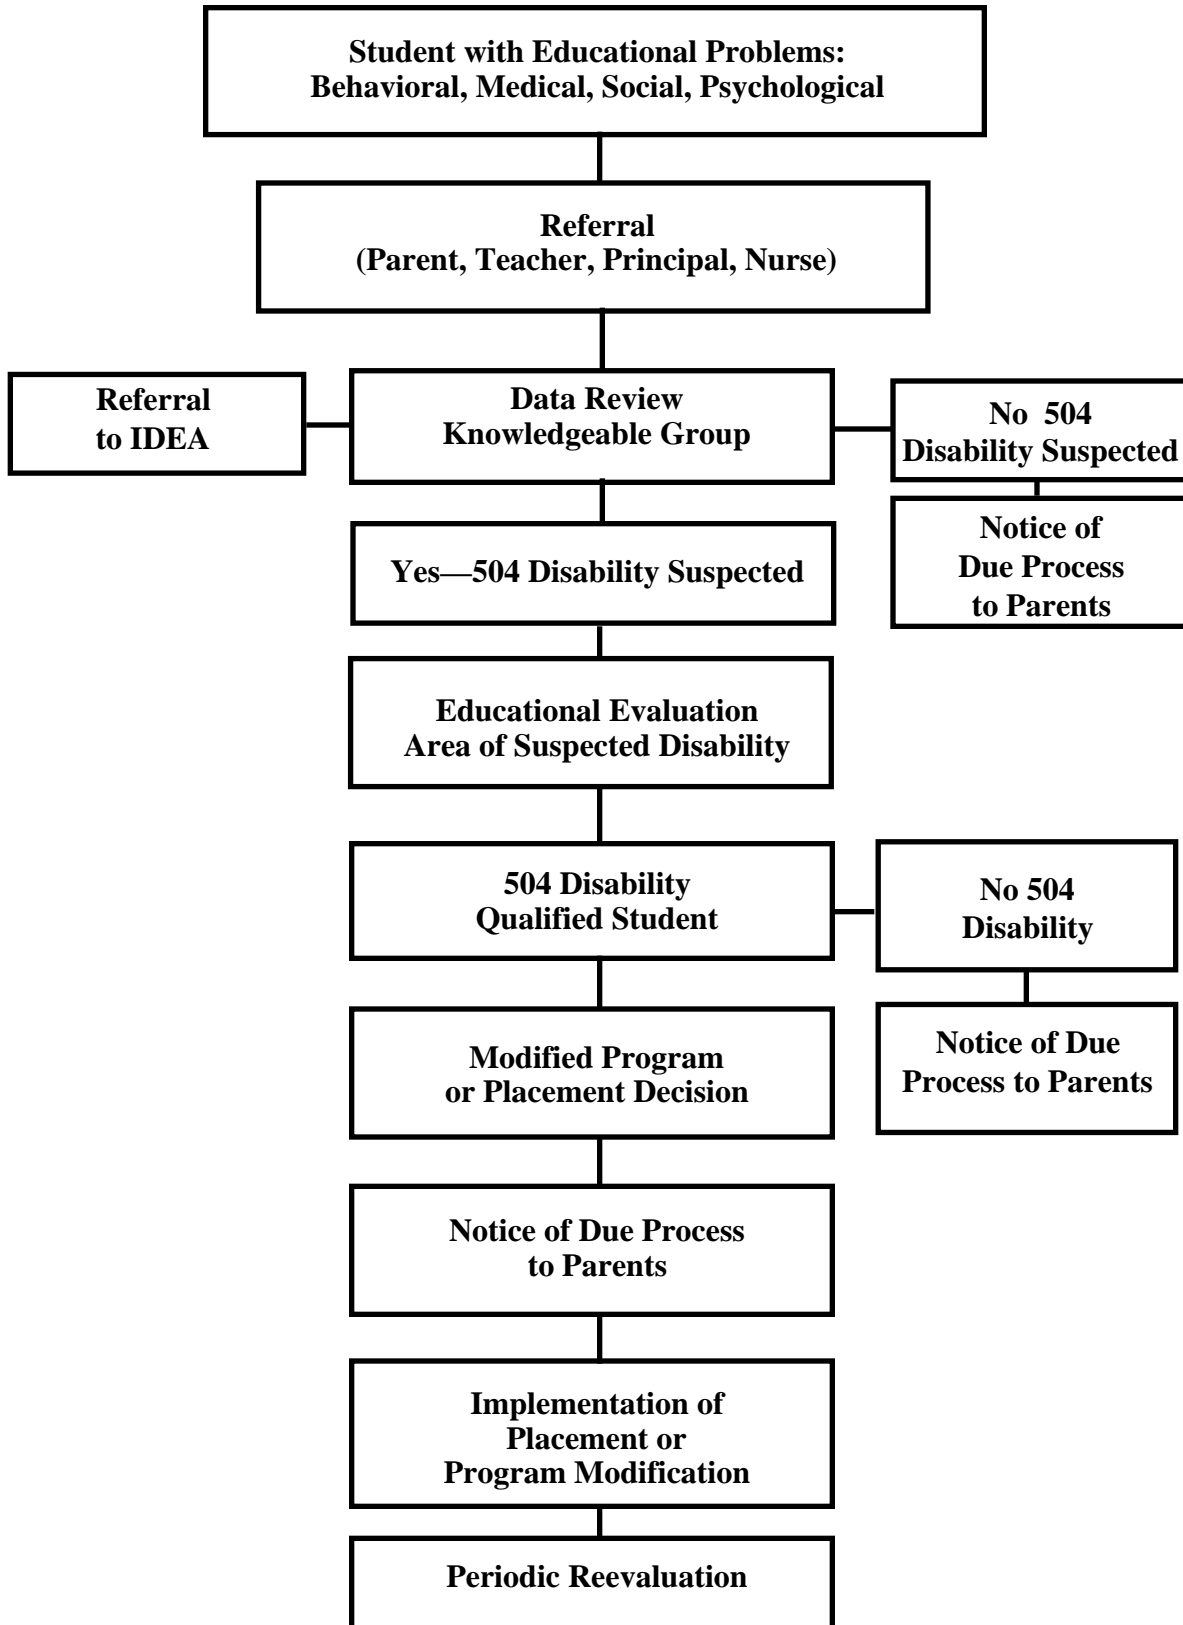 Student with Educational Problems:
Behavioral, Medical, Social, Psychological
Referral
(Parent, Teacher, Principal, Nurse)
Referral
to IDEA
Data Review
Knowledgeable Group
No 504
Disability Suspected
Notice of
Due Process
to Parents
Yes—504 Disability Suspected
Educational Evaluation
Area of Suspected Disability
504 Disability
Qualified Student
No 504
Disability
Notice of Due
Process to Parents
Modified Program
or Placement Decision
Notice of Due Process
to Parents
Implementation of
Placement or
Program Modification
Periodic Reevaluation